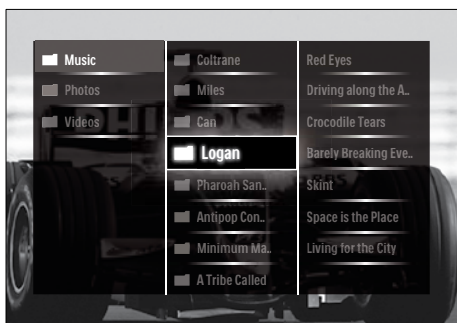 Music
Photos
Videos
Coltrane
Miles
Can
Logan
Pharoah San..
Antipop Con..
Minimum Ma..
A Tribe Called
Red Eyes
Driving along the A..
Crocodile Tears
Barely Breaking Eve..
Skint
Space is the Place
Living for the City